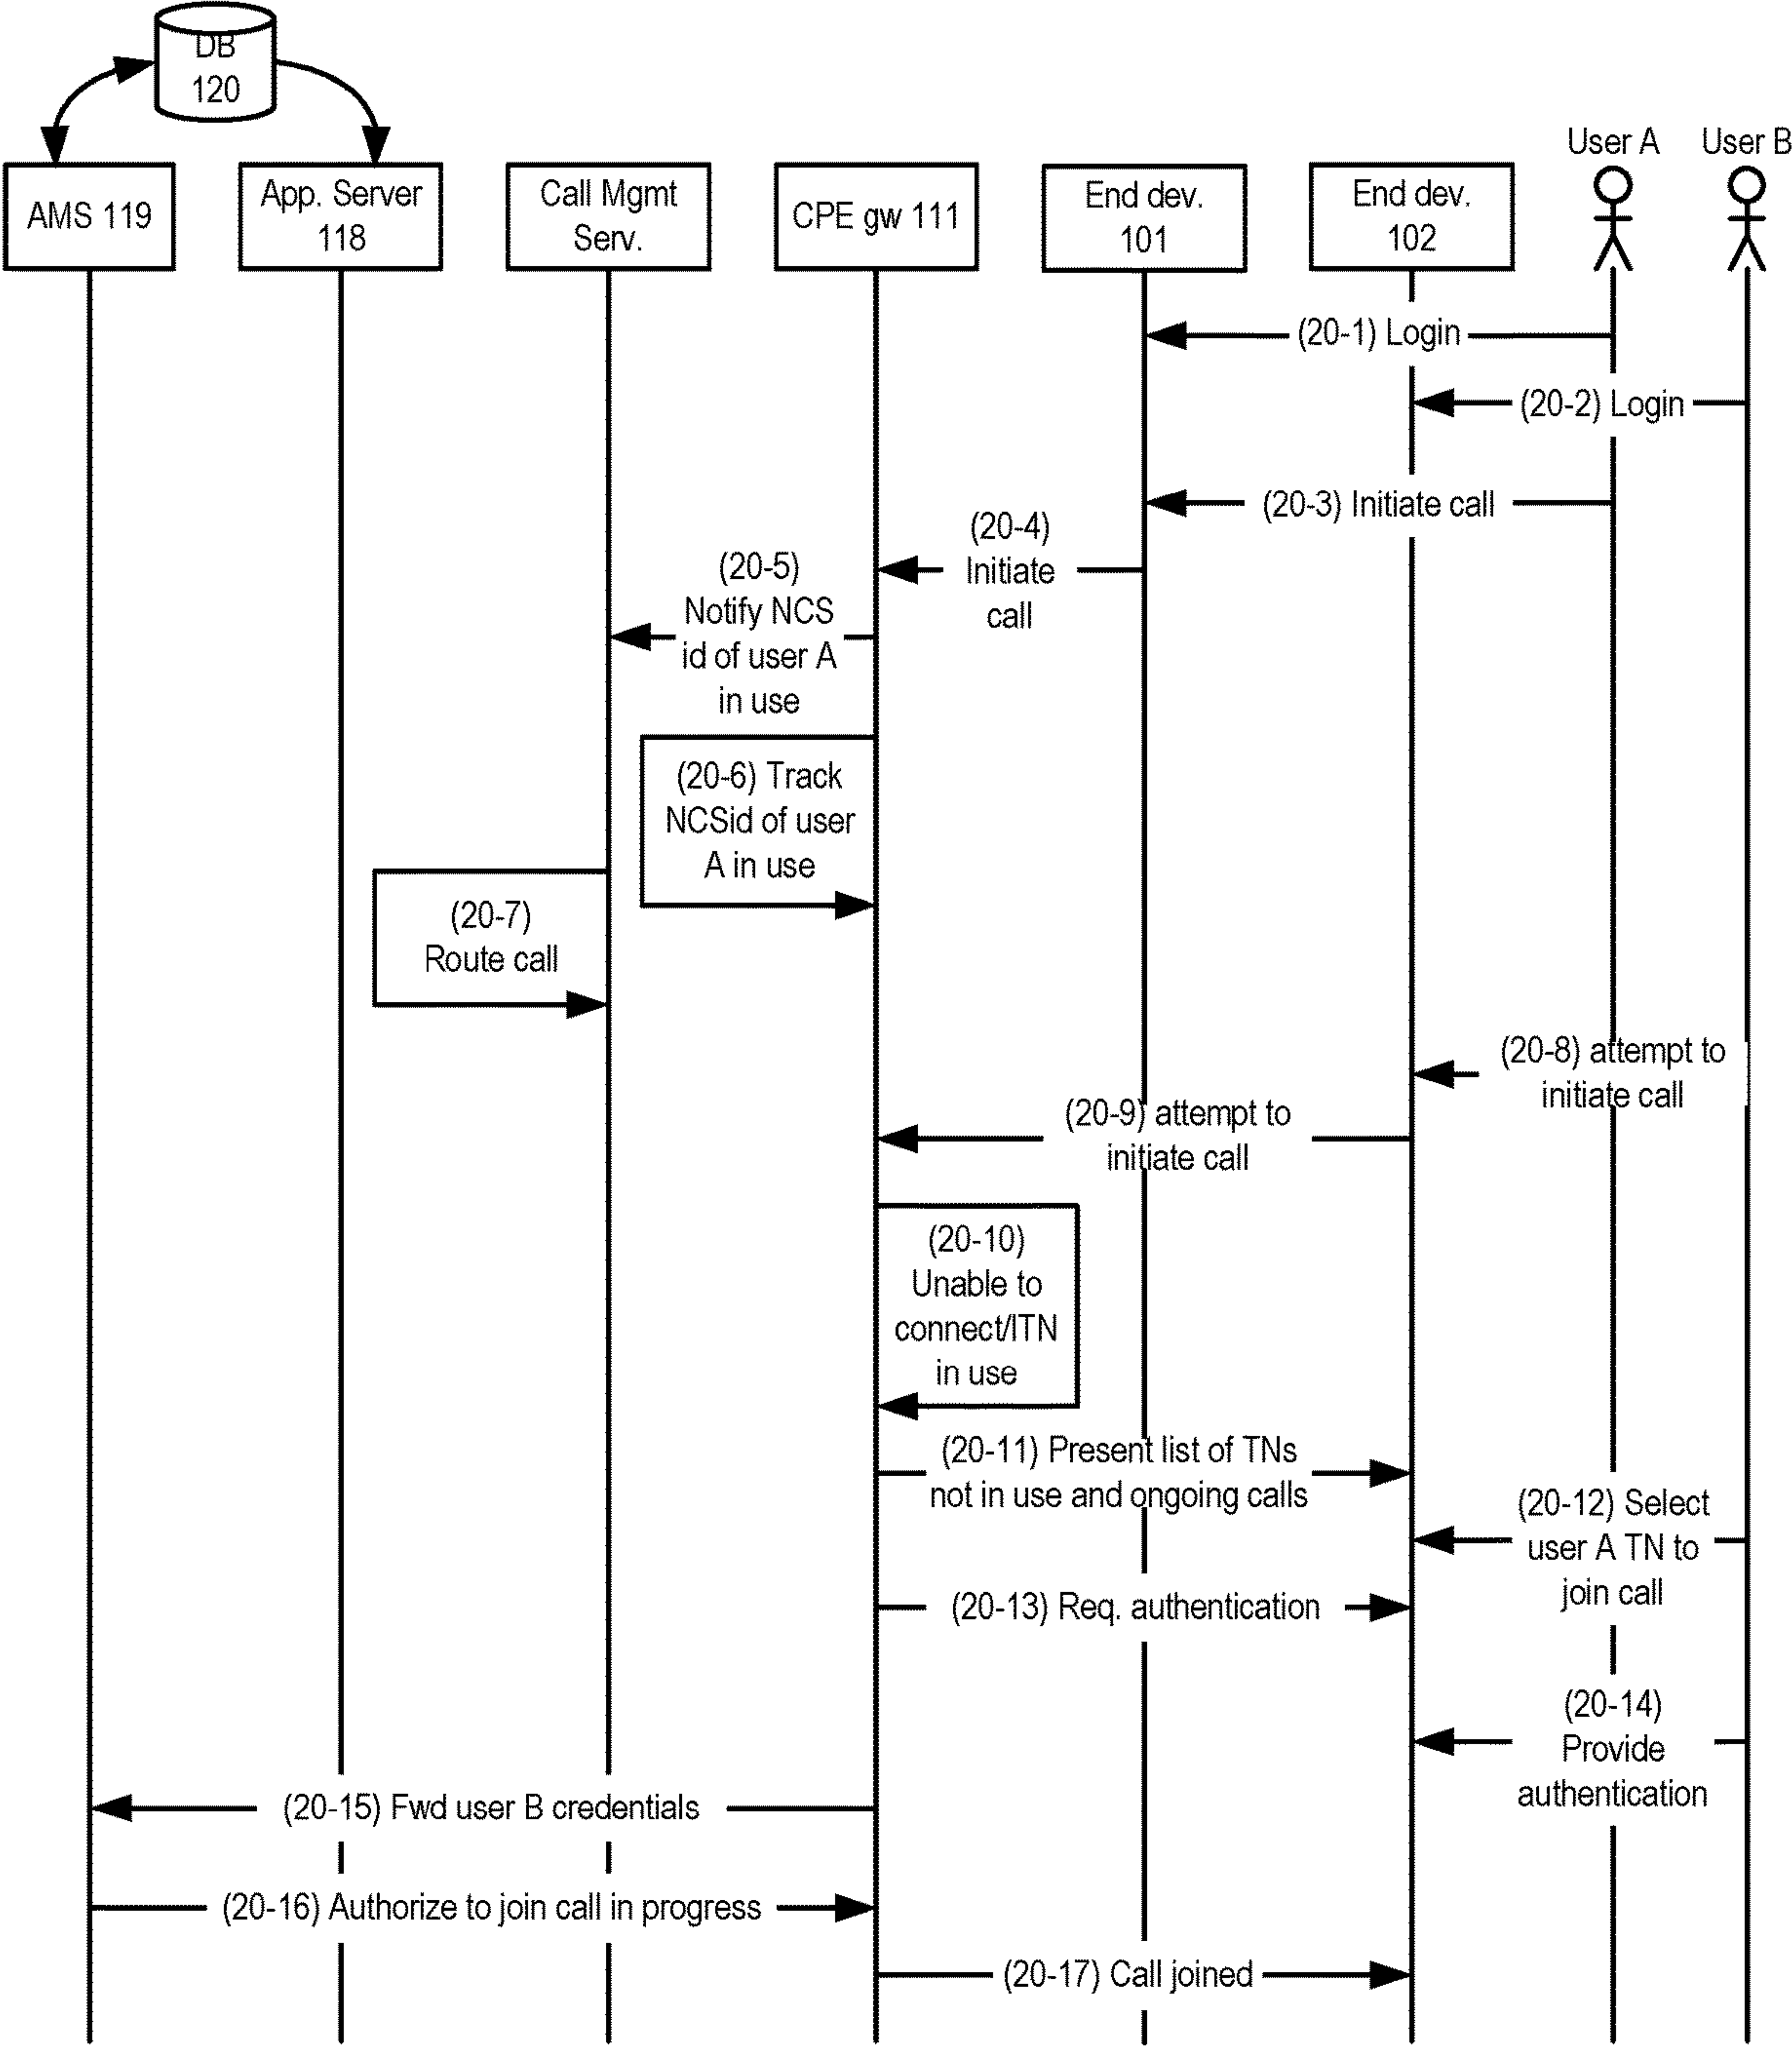 DB
120
User A
User B
AMS 119
App. Server
118
Call Mgmt
Serv.
CPE gw 111
End dev.
101
End dev.
102
(20-1) Login
(20-2) Login
(20-3) Initiate call
(20-4)
Initiate
call
(20-5)
Notify NCS
id of user A
in use
(20-6) Track
NCSid of user
A in use
(20-7)
Route call
(20-8) attempt to
initiate call
(20-9) attempt to
initiate call
(20-10)
Unable to
connect/ITN
in use
(20-11) Present list of TNs
not in use and ongoing calls
(20-12) Select
user A TN to
join call
(20-13) Req. authentication
(20-14)
Provide
authentication
(20-15) Fwd user B credentials
(20-16) Authorize to join call in progress
(20-17) Call joined